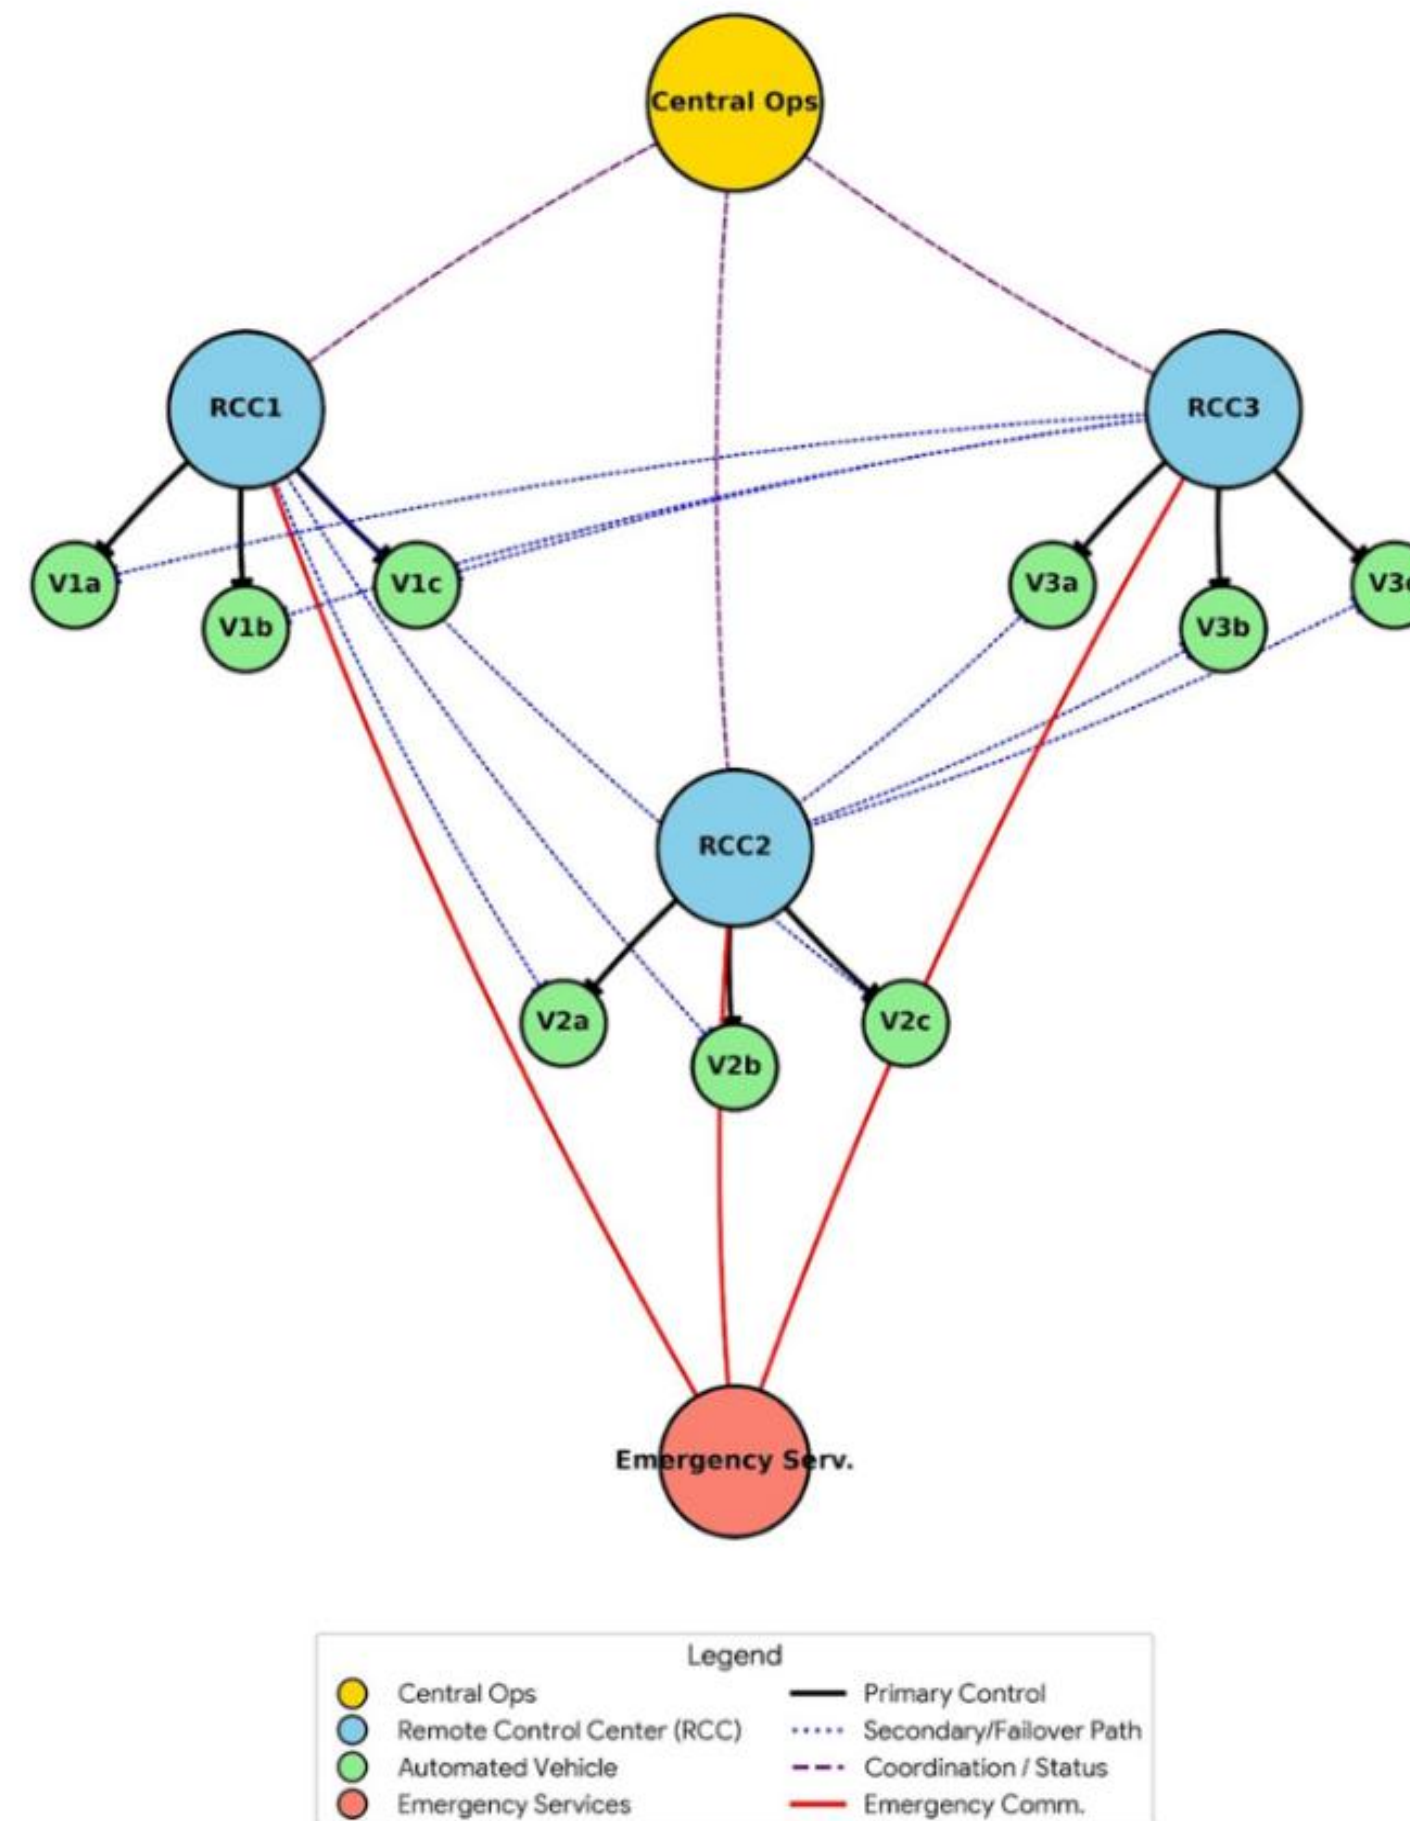 Central Ops
RCC1
RCC3
V1a
V1b
V1c
V3a
V3b
V3
RCC2
V2a
V2b
V2c
Emergency Serv.
Legend
Central Ops
Primary Control
Remote Control Center (RCC)
Secondary/Failover Path
Automated Vehicle
Coordination / Status
Emergency Services
Emergency Comm.